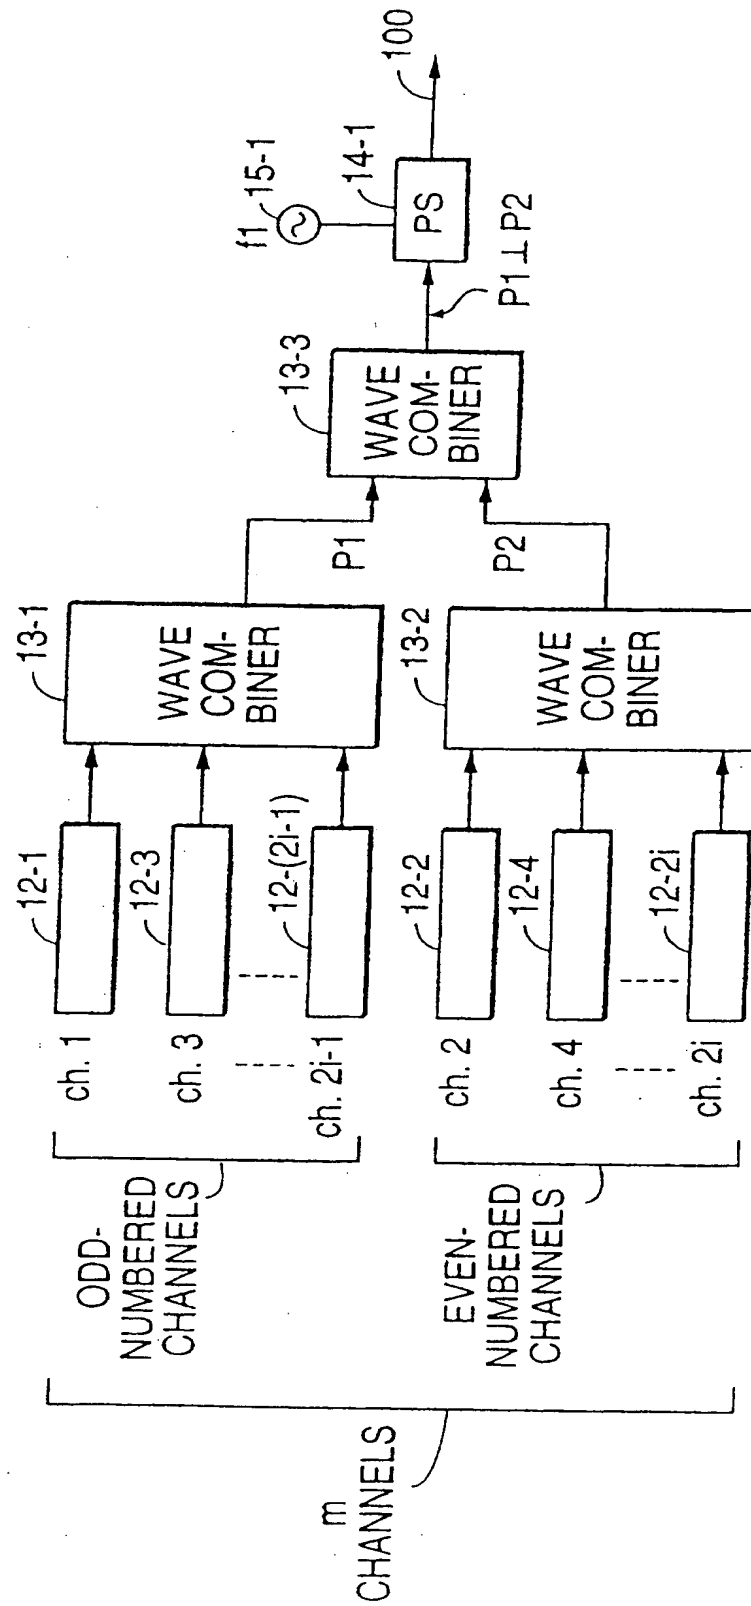 m
CHANNELS
ODD-
NUMBERED
CHANNELS
ch. 1
ch. 3
ch. 2i-1
12-1
12-3
12-(2i-1)
13-1
WAVE
COM-
BINER
P1
EVEN-
NUMBERED
CHANNELS
ch. 2
ch. 4
ch. 2i
12-2
12-4
12-2i
13-2
WAVE
COM-
BINER
P2
13-3
WAVE
COM-
BINER
P1⊥P2
f1
15-1
~
14-1
PS
100